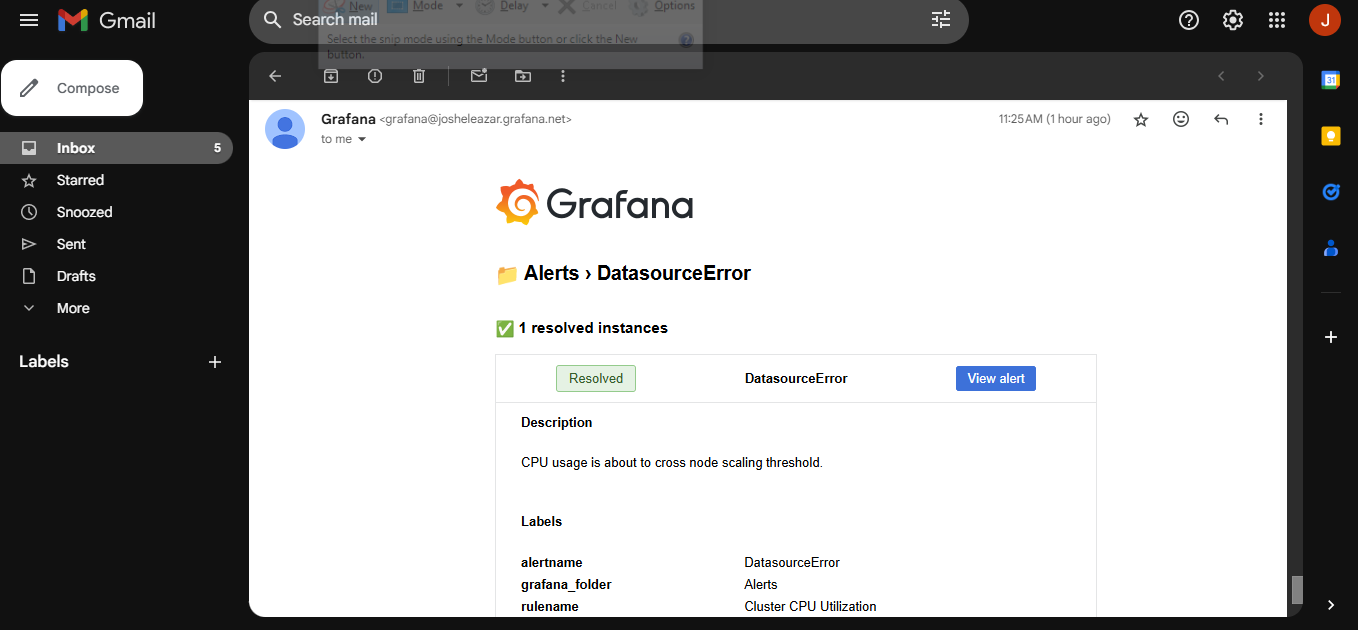 Gmail
Search mail
New Mode Delay Cancel Options
Select the snip mode using the Mode button or click the New
button.
J
Compose
Inbox 5
Starred
Snoozed
Sent
Drafts
More
Labels
31
Grafana <grafana@josheleazar.grafana.net>
11:25 AM (1 hour ago)
to me
Grafana
Alerts › DatasourceError
1 resolved instances
Resolved DatasourceError View alert
Description
CPU usage is about to cross node scaling threshold.
Labels
alertname DatasourceError
grafana_folder Alerts
rulename Cluster CPU Utilization